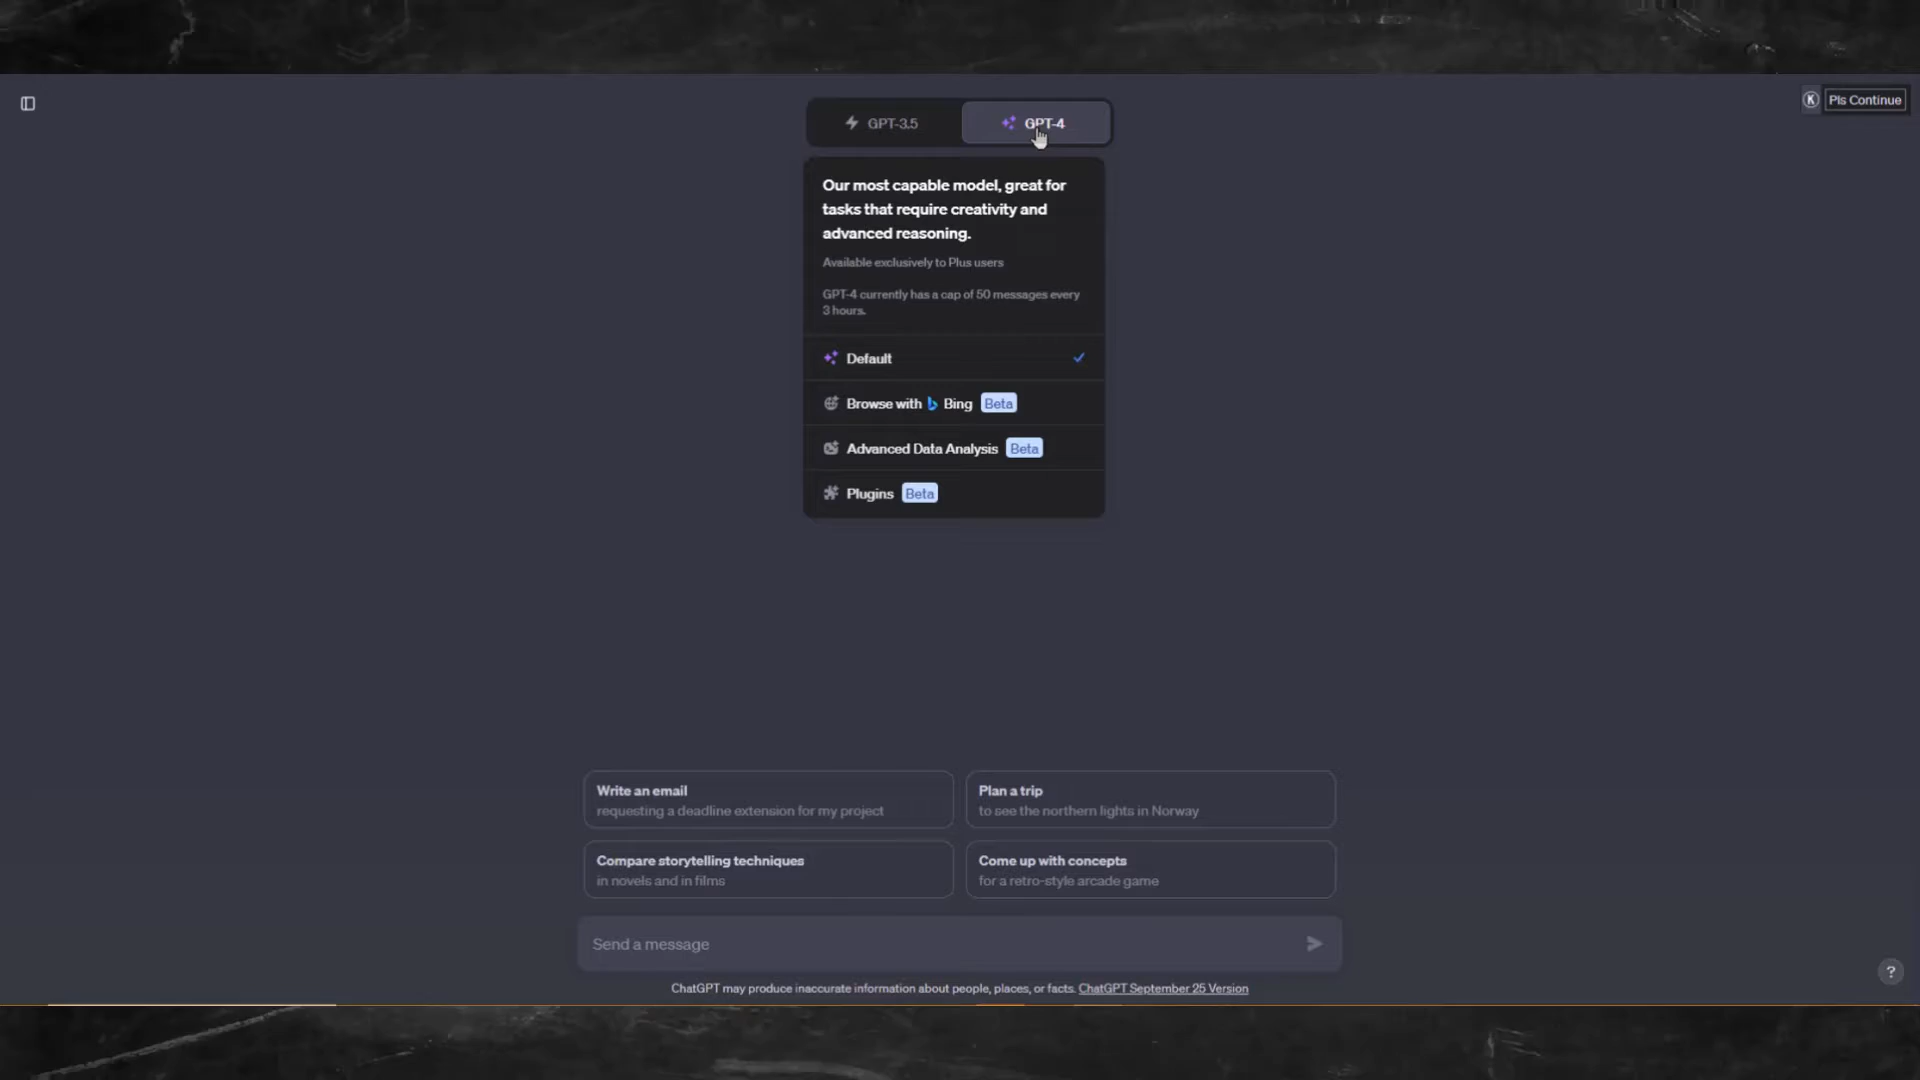 GPT-3.5
GPT-4
K
Pls Continue
Our most capable model, great for
tasks that require creativity and
advanced reasoning.
Available exclusively to Plus users
GPT-4 currently has a cap of 50 messages every
3 hours.
Default
Browse with Bing Beta
Advanced Data Analysis Beta
Plugins Beta
Write an email
requesting a deadline extension for my project
Plan a trip
to see the northern lights in Norway
Compare storytelling techniques
in novels and in films
Come up with concepts
for a retro-style arcade game
Send a message
?
ChatGPT may produce inaccurate information about people, places, or facts. ChatGPT September 25 Version